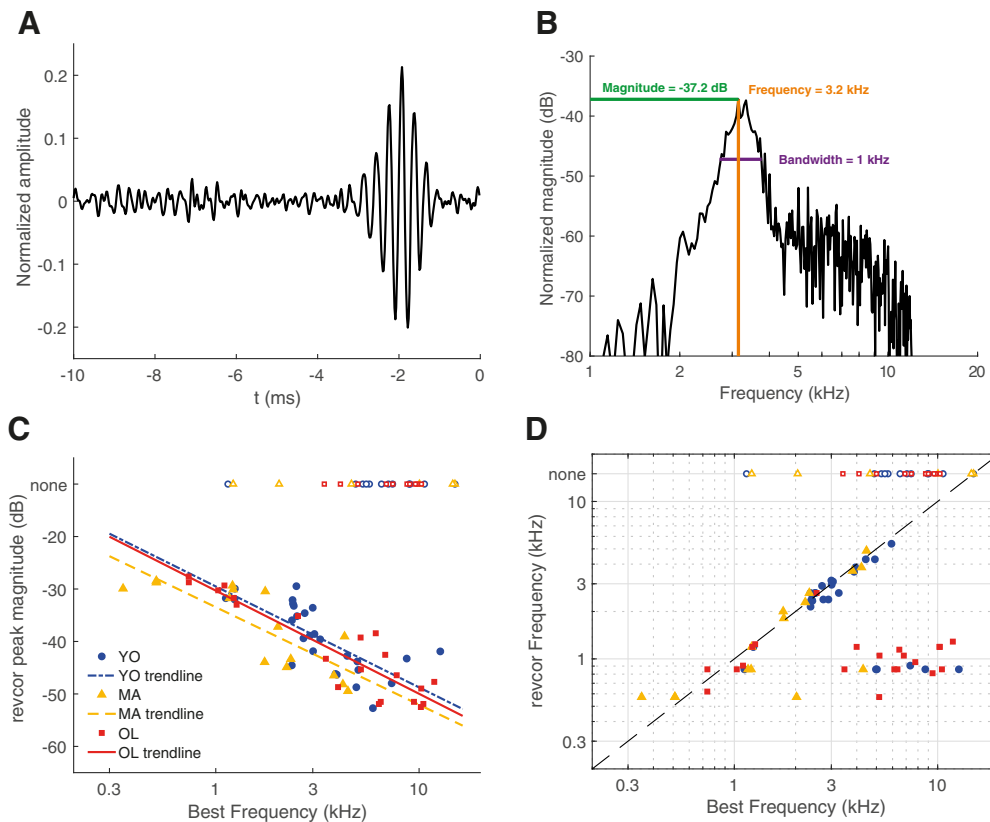 A
Normalized amplitude
0.2
0.1
0
-0.1
-0.2
-10
-8
-6
-4
-2
0
t (ms)
B
Normalized magnitude (dB)
-30
-40
-50
-60
-70
-80
Magnitude = -37.2 dB
Frequency = 3.2 kHz
Bandwidth = 1 kHz
1
2
5
10
20
Frequency (kHz)
C
revcor peak magnitude (dB)
none
-20
-30
-40
-50
-60
YO
YO trendline
MA
MA trendline
OL
OL trendline
0.3
1
3
10
Best Frequency (kHz)
D
revcor Frequency (kHz)
none
10
3
1
0.3
0.3
1
3
10
Best Frequency (kHz)